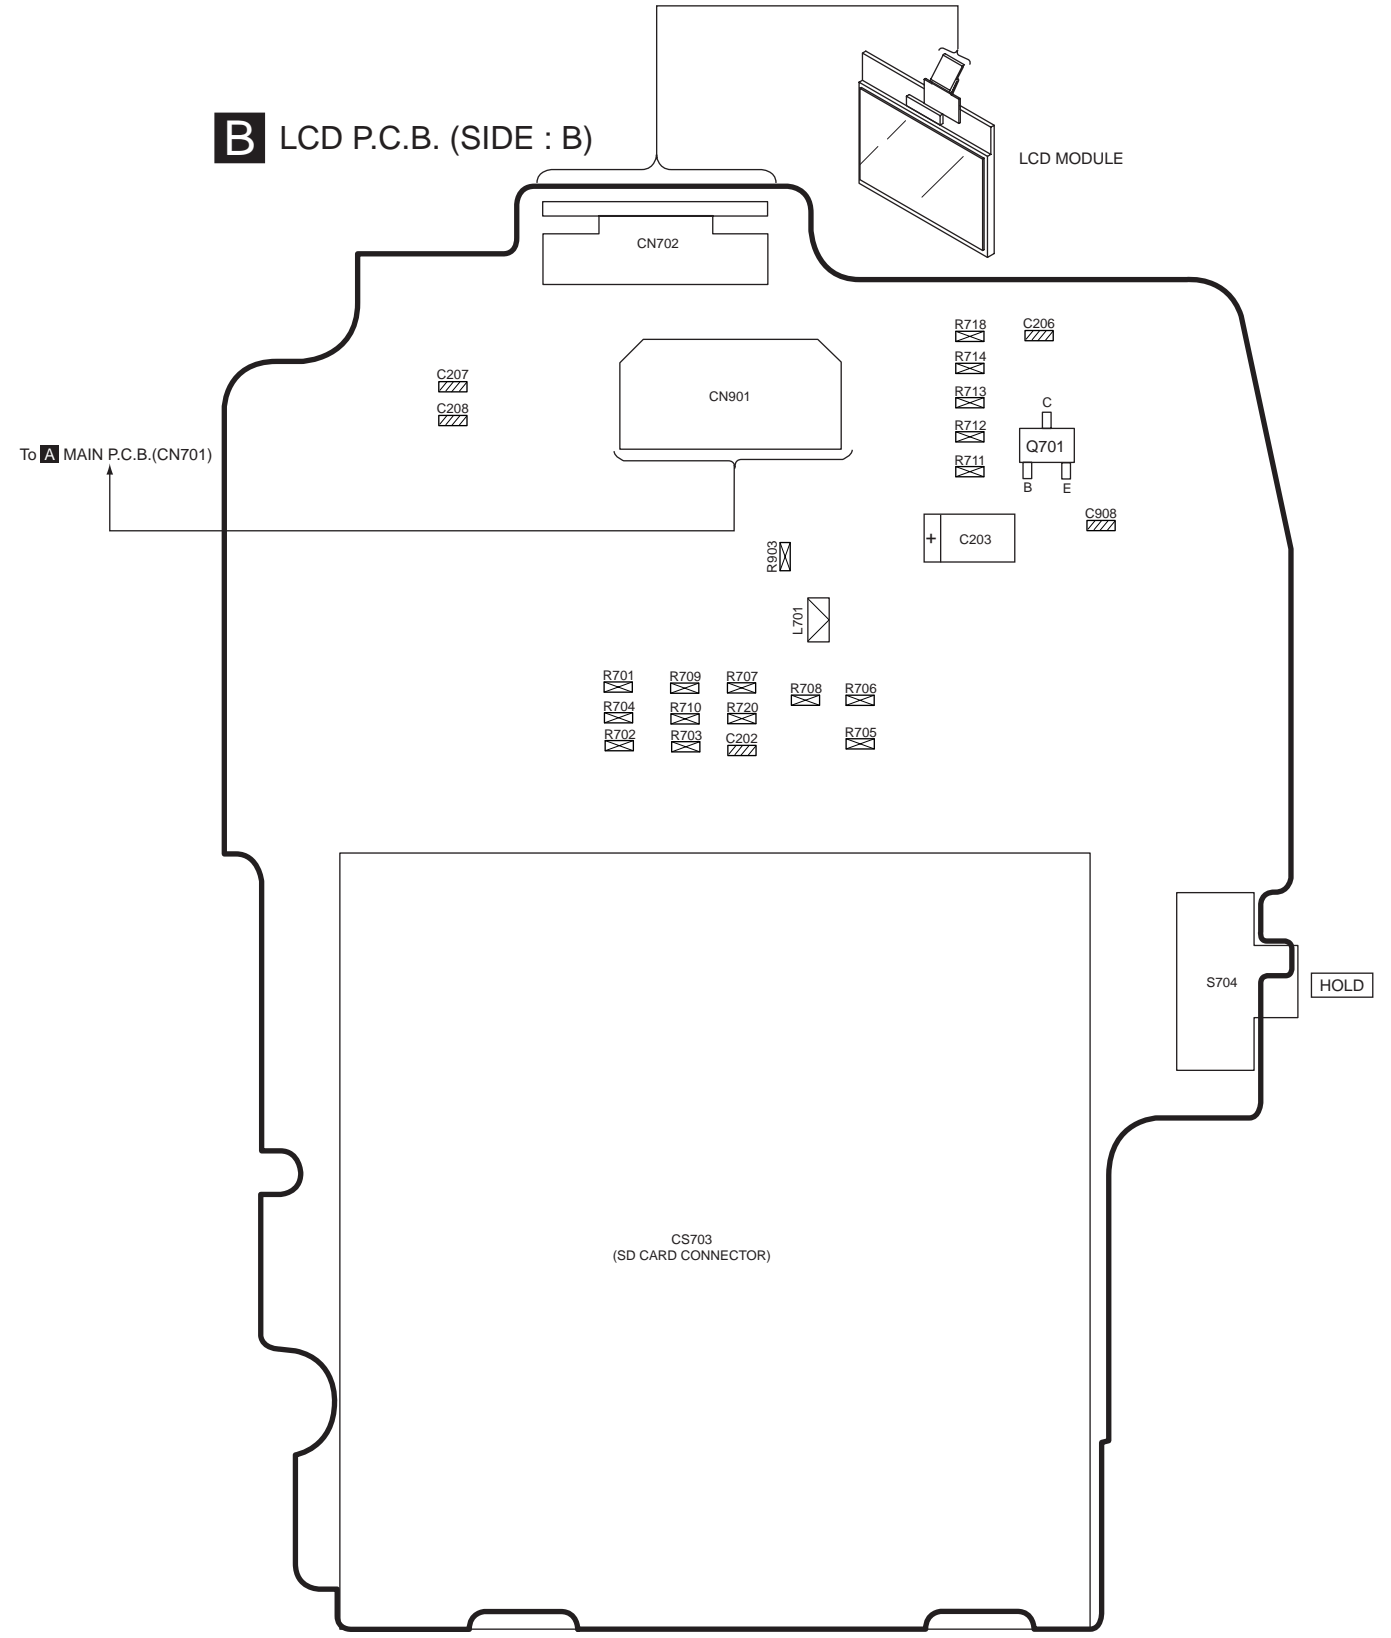 B LCD P.C.B. (SIDE : B)
LCD MODULE
CN702
R718
C206
R714
C207
CN901
R713
C
C208
R712
Q701
To A MAIN P.C.B.(CN701)
R711
B
E
C908
+
C203
R903
L701
R701
R709
R707
R708
R706
R704
R710
R720
R702
R703
C202
R705
S704
HOLD
CS703
(SD CARD CONNECTOR)